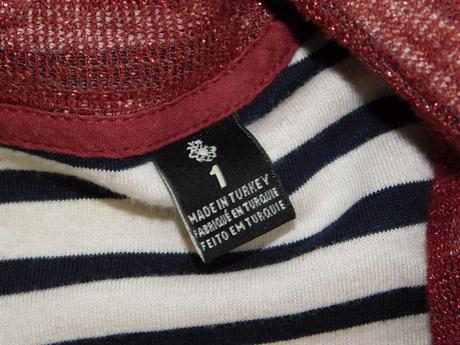 1
MADE IN TURKEY
FABRIQUÉ EN TURQUIE
FEITO EM TURQUIE